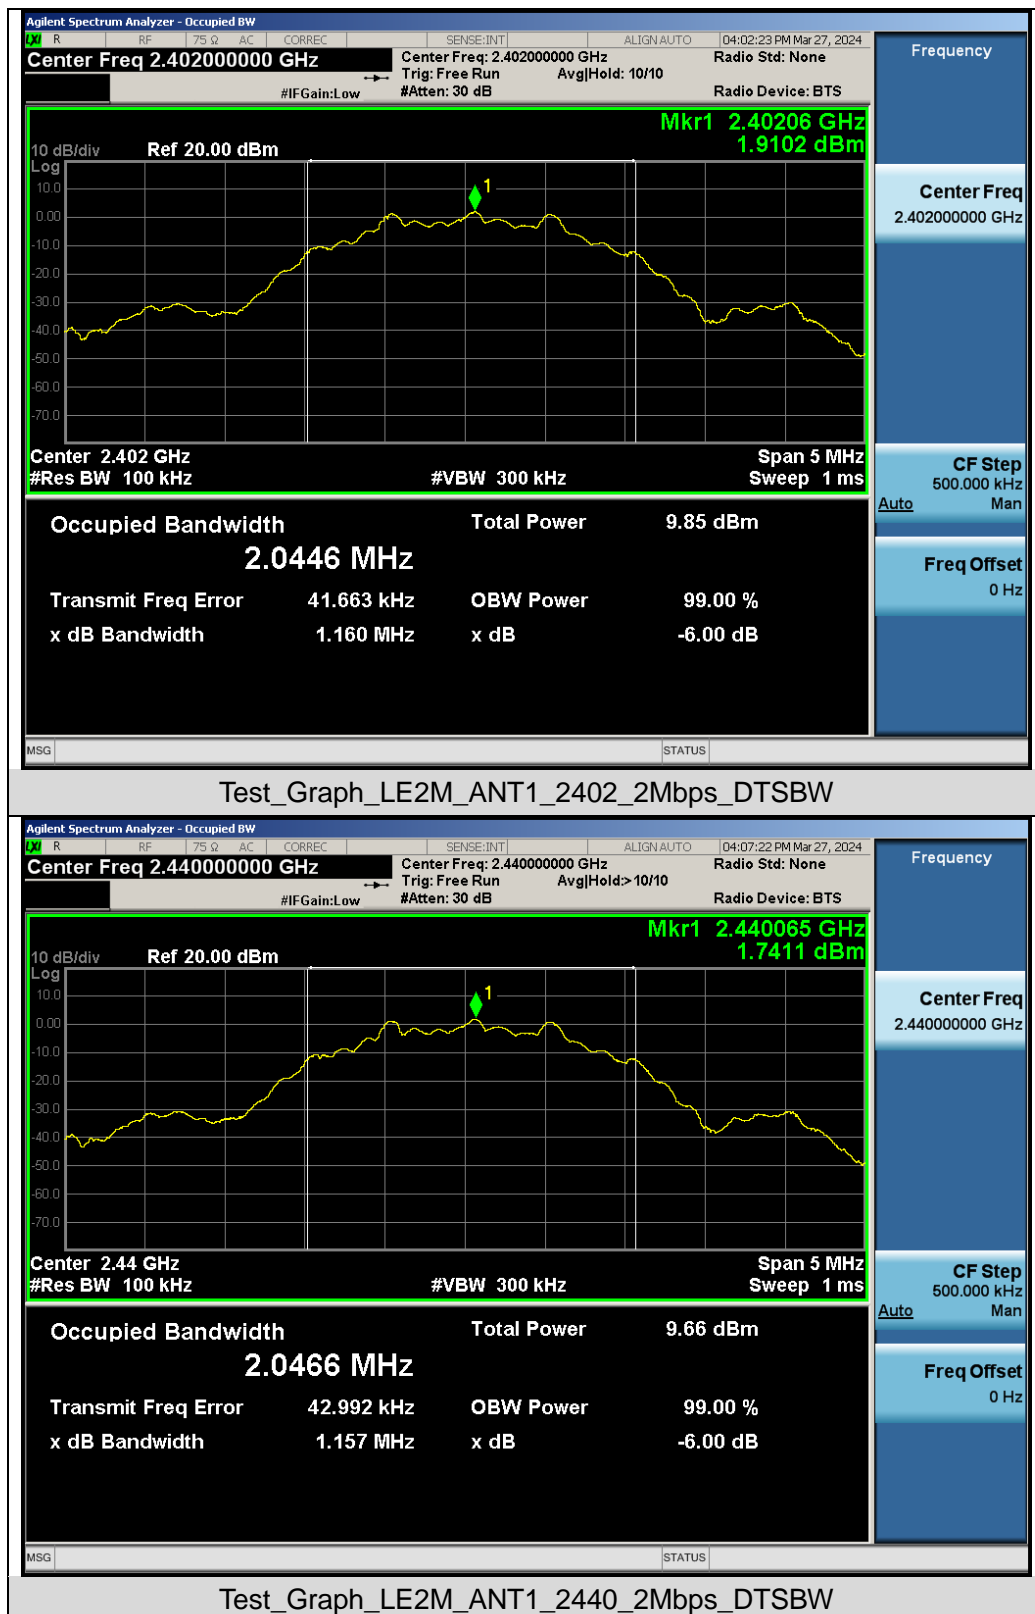 Agilent Spectrum Analyzer - Occupied BW
LXI R RF 75 Ω AC CORREC SENSE:INT ALIGN AUTO 04:02:23 PM Mar 27, 2024
Center Freq 2.402000000 GHz
Center Freq: 2.402000000 GHz
Radio Std: None
Trig: Free Run Avg|Hold: 10/10
#IFGain:Low #Atten: 30 dB Radio Device: BTS
Mkr1 2.40206 GHz
1.9102 dBm
10 dB/div Ref 20.00 dBm
Log
10.0
0.00
-10.0
-20.0
-30.0
-40.0
-50.0
-60.0
-70.0
1
Center 2.402 GHz Span 5 MHz
#Res BW 100 kHz #VBW 300 kHz Sweep 1 ms
Occupied Bandwidth Total Power 9.85 dBm
2.0446 MHz
Transmit Freq Error 41.663 kHz OBW Power 99.00 %
x dB Bandwidth 1.160 MHz x dB -6.00 dB
MSG STATUS
Frequency
Center Freq
2.402000000 GHz
CF Step
500.000 kHz
Auto Man
Freq Offset
0 Hz
Test_Graph_LE2M_ANT1_2402_2Mbps_DTSBW
Agilent Spectrum Analyzer - Occupied BW
LXI R RF 75 Ω AC CORREC SENSE:INT ALIGN AUTO 04:07:22 PM Mar 27, 2024
Center Freq 2.440000000 GHz
Center Freq: 2.440000000 GHz
Radio Std: None
Trig: Free Run Avg|Hold:>10/10
#IFGain:Low #Atten: 30 dB Radio Device: BTS
Mkr1 2.440065 GHz
1.7411 dBm
10 dB/div Ref 20.00 dBm
Log
10.0
0.00
-10.0
-20.0
-30.0
-40.0
-50.0
-60.0
-70.0
1
Center 2.44 GHz Span 5 MHz
#Res BW 100 kHz #VBW 300 kHz Sweep 1 ms
Occupied Bandwidth Total Power 9.66 dBm
2.0466 MHz
Transmit Freq Error 42.992 kHz OBW Power 99.00 %
x dB Bandwidth 1.157 MHz x dB -6.00 dB
MSG STATUS
Frequency
Center Freq
2.440000000 GHz
CF Step
500.000 kHz
Auto Man
Freq Offset
0 Hz
Test_Graph_LE2M_ANT1_2440_2Mbps_DTSBW